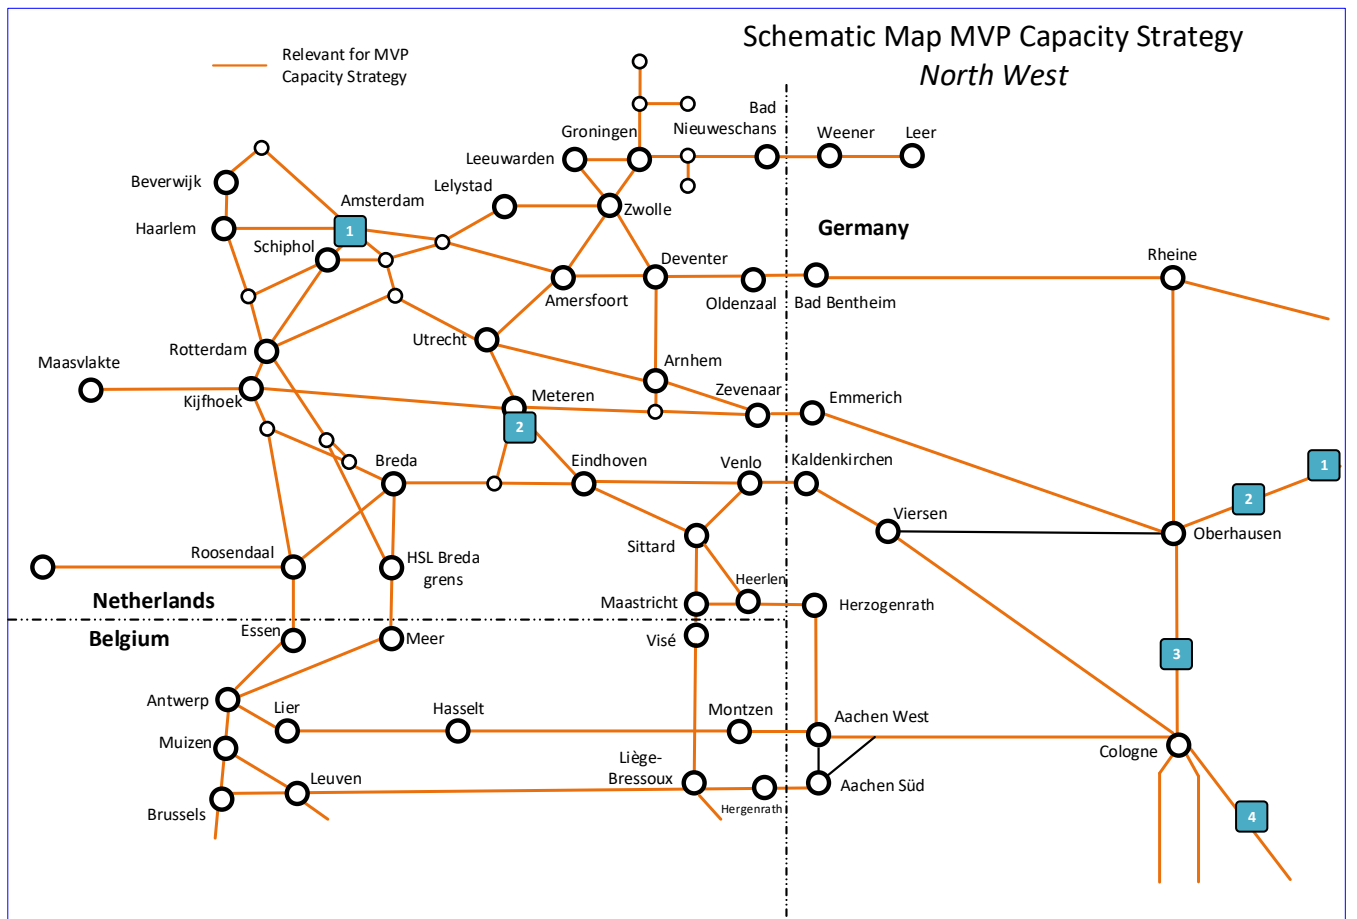 Schematic Map MVP Capacity Strategy
North West
Relevant for MVP
Capacity Strategy
Bad
Nieuweschans
Groningen
Weener
Leer
Leeuwarden
Beverwijk
Lelystad
Amsterdam
Zwolle
Haarlem
1
Germany
Schiphol
Deventer
Rheine
Amersfoort
Oldenzaal
Bad Bentheim
Utrecht
Rotterdam
Maasvlakte
Arnhem
Kijfhoek
Meteren
Zevenaar
Emmerich
2
Breda
Eindhoven
Venlo
Kaldenkirchen
1
2
Viersen
Oberhausen
Sittard
Roosendaal
HSL Breda
grens
Heerlen
Netherlands
Maastricht
Herzogenrath
Belgium
Essen
Meer
Visé
3
Antwerp
Lier
Hasselt
Montzen
Aachen West
Muizen
Cologne
Liège-
Bressoux
Leuven
Aachen Süd
Hergenrath
Brussels
4